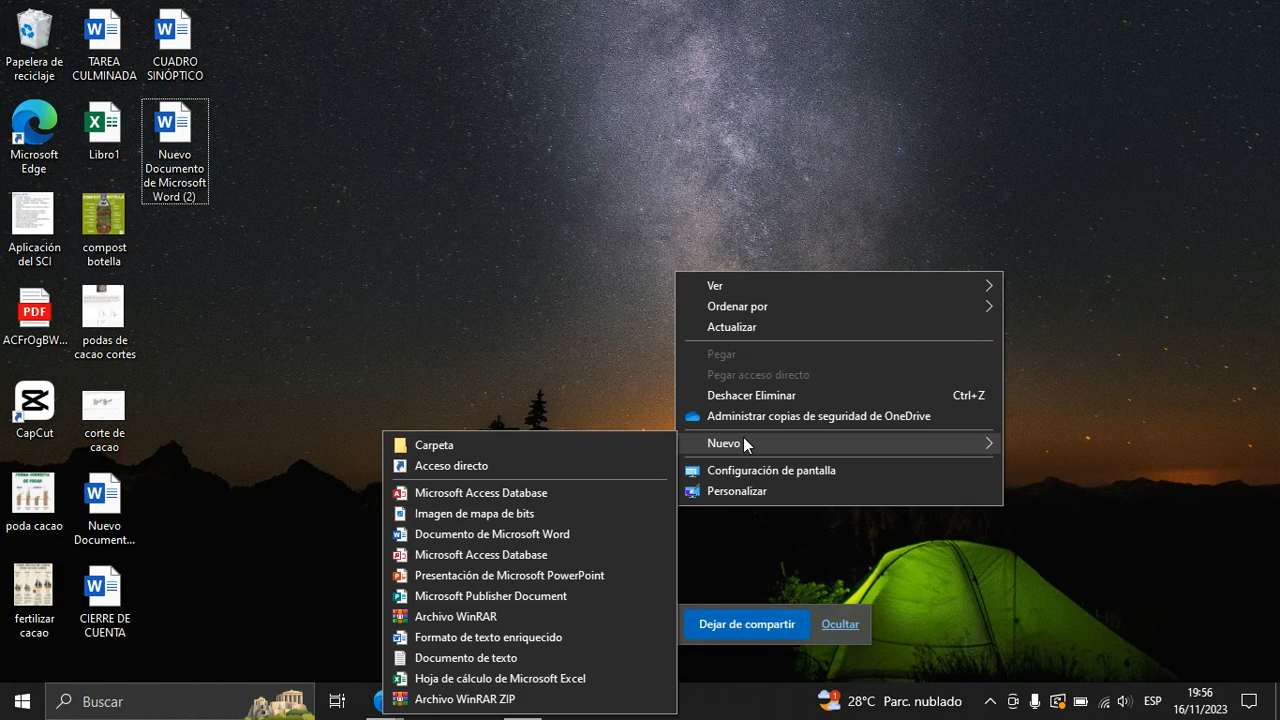 Papelera de
reciclaje
TAREA
CULMINADA
CUADRO
SINÓPTICO
Microsoft
Edge
Libro1
Nuevo
Documento
de Microsoft
Word (2)
Aplicación
del SCI
compost
botella
PDF
ACFrOgBW...
podas de
cacao cortes
CapCut
corte de
cacao
poda cacao
Nuevo
Document...
fertilizar
cacao
CIERRE DE
CUENTA
Ver
Ordenar por
Actualizar
Pegar
Pegar acceso directo
Deshacer Eliminar Ctrl+Z
Administrar copias de seguridad de OneDrive
Nuevo
Configuración de pantalla
Personalizar
Carpeta
Acceso directo
Microsoft Access Database
Imagen de mapa de bits
Documento de Microsoft Word
Microsoft Access Database
Presentación de Microsoft PowerPoint
Microsoft Publisher Document
Archivo WinRAR
Formato de texto enriquecido
Documento de texto
Hoja de cálculo de Microsoft Excel
Archivo WinRAR ZIP
Dejar de compartir Ocultar
Buscar
1
28°C Parc. nublado
ESP
19:56
16/11/2023